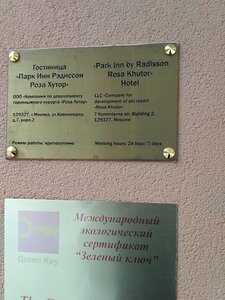 Гостиница
«Парк Инн Рэдиссон
Роза Хутор»
ООО «Компания по девелопменту
горнолыжного курорта «Роза Хутор»
129327, г.Москва, ул.Коминтерна,
д.7, корп.2
Режим работы: круглосуточно
«Park Inn by Radisson
Rosa Khutor»
Hotel
LLC «Company for
development of ski resort
«Rosa Khutor»
7 Kominterna str. Building 2,
129327, Moscow
Working hours: 24 hour/ 7 days
Международный
экологический
сертификат
"Зеленый ключ"
Green Key